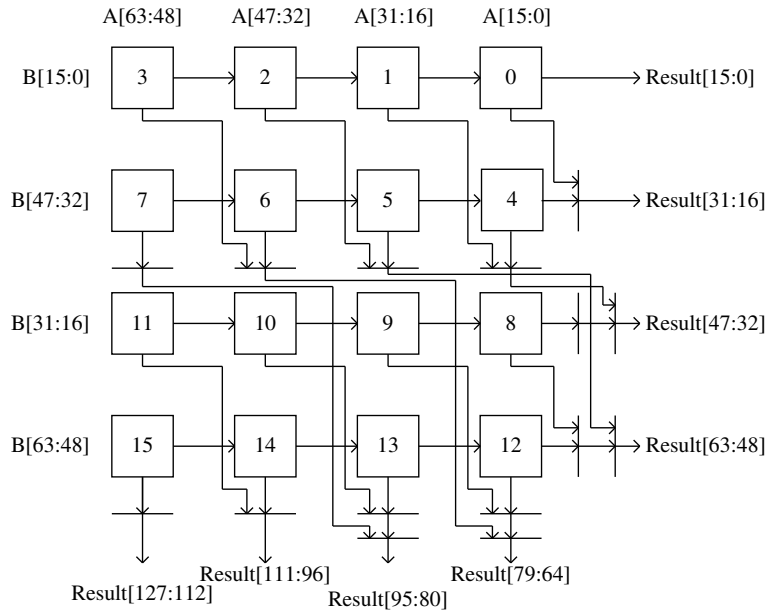 A[63:48] A[47:32] A[31:16] A[15:0]
B[15:0] 3 2 1 0 Result[15:0]
B[47:32] 7 6 5 4 Result[31:16]
B[31:16] 11 10 9 8 Result[47:32]
B[63:48] 15 14 13 12 Result[63:48]
Result[127:112] Result[111:96] Result[95:80] Result[79:64]